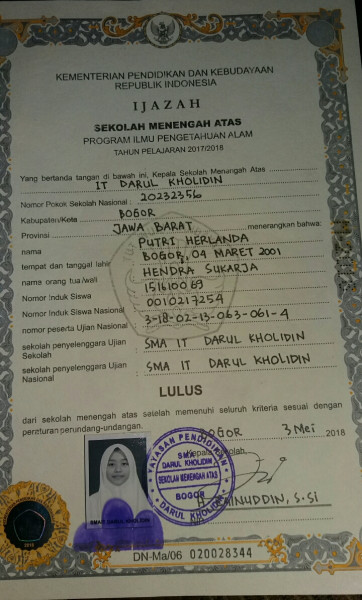 KEMENTERIAN PENDIDIKAN DAN KEBUDAYAAN
REPUBLIK INDONESIA
IJAZAH
SEKOLAH MENENGAH ATAS
PROGRAM ILMU PENGETAHUAN ALAM
TAHUN PELAJARAN 2017/2018
Yang bertanda tangan di bawah ini, Kepala Sekolah Menengah Atas
IT DARUL KHOLIDIN
Nomor Pokok Sekolah Nasional : 20232356
Kabupaten/Kota BOGOR
Provinsi JAWA BARAT menerangkan bahwa:
nama PUTRI HERLANDA
tempat dan tanggal lahir BOGOR, 04 MARET 2001
nama orang tua/wali HENDRA SUKARJA
Nomor Induk Siswa 151610069
Nomor Induk Siswa Nasional 0010217254
nomor peserta Ujian Nasional 3-18-02-13-063-061-4
sekolah penyelenggara Ujian Sekolah SMA IT DARUL KHOLIDIN
sekolah penyelenggara Ujian Nasional SMA IT DARUL KHOLIDIN
LULUS
dari sekolah menengah atas setelah memenuhi seluruh kriteria sesuai dengan
peraturan perundang-undangan.
BOGOR 3 Mei 2018
Kepala Sekolah
YAYASAN PENDIDIKAN
SMA
DARUL KHOLIDIN
SEKOLAH MENENGAH ATAS
BOGOR
DARUL KHOLIDIN
S.Si
NIP
SMA IT DARUL KHOLIDIN
DN-Ma/06 020028344